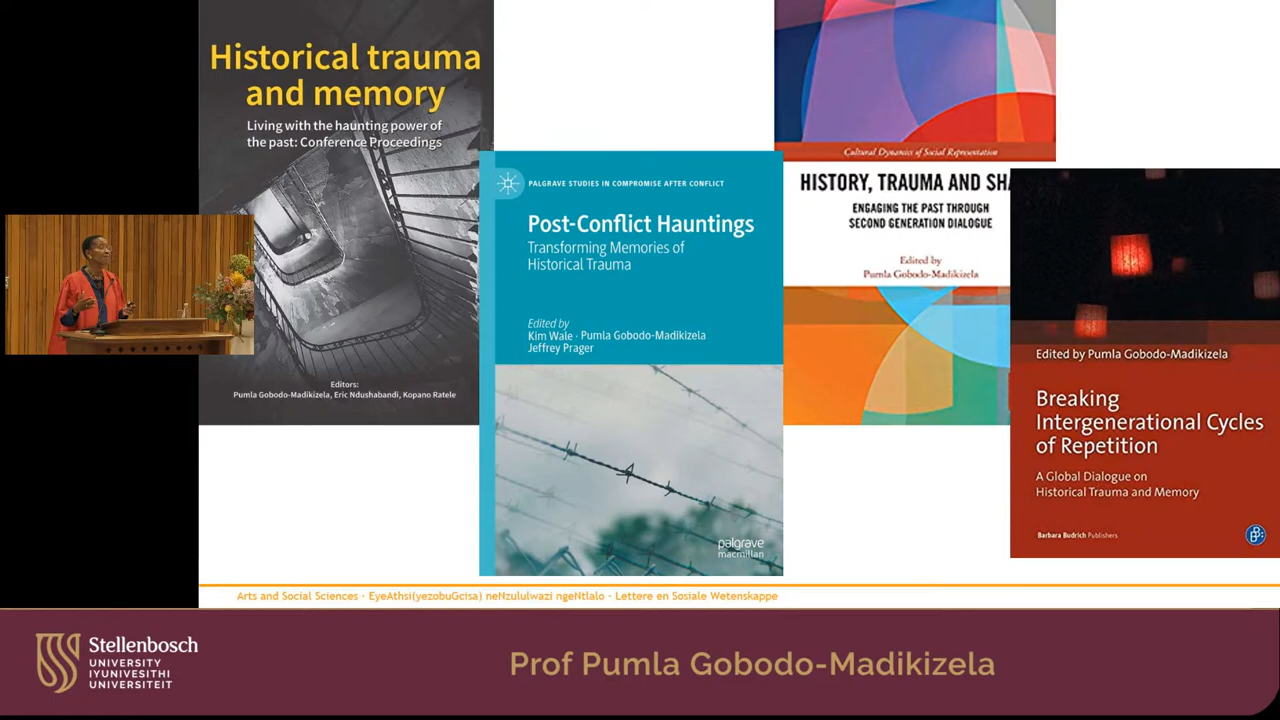 Historical trauma
and memory
Living with the haunting power of
the past: Conference Proceedings
Editors:
Pumla Gobodo-Madikizela, Eric Ndushabandi, Kopano Ratele
PALGRAVE STUDIES IN COMPROMISE AFTER CONFLICT
Post-Conflict Hauntings
Transforming Memories of
Historical Trauma
Edited by
Kim Wale · Pumla Gobodo-Madikizela
Jeffrey Prager
palgrave
macmillan
Cultural Dynamics of Social Representation
HISTORY, TRAUMA AND SHA
ENGAGING THE PAST THROUGH
SECOND GENERATION DIALOGUE
Edited by
Pumla Gobodo-Madikizela
Edited by Pumla Gobodo-Madikizela
Breaking
Intergenerational Cycles
of Repetition
A Global Dialogue on
Historical Trauma and Memory
Barbara Budrich Publishers
Arts and Social Sciences · EyeAthsi(yezobuGcisa) neNzululwazi ngeNtlalo · Lettere en Sosiale Wetenskappe
Stellenbosch
UNIVERSITY
IYUNIVESITHI
UNIVERSITEIT
Prof Pumla Gobodo-Madikizela